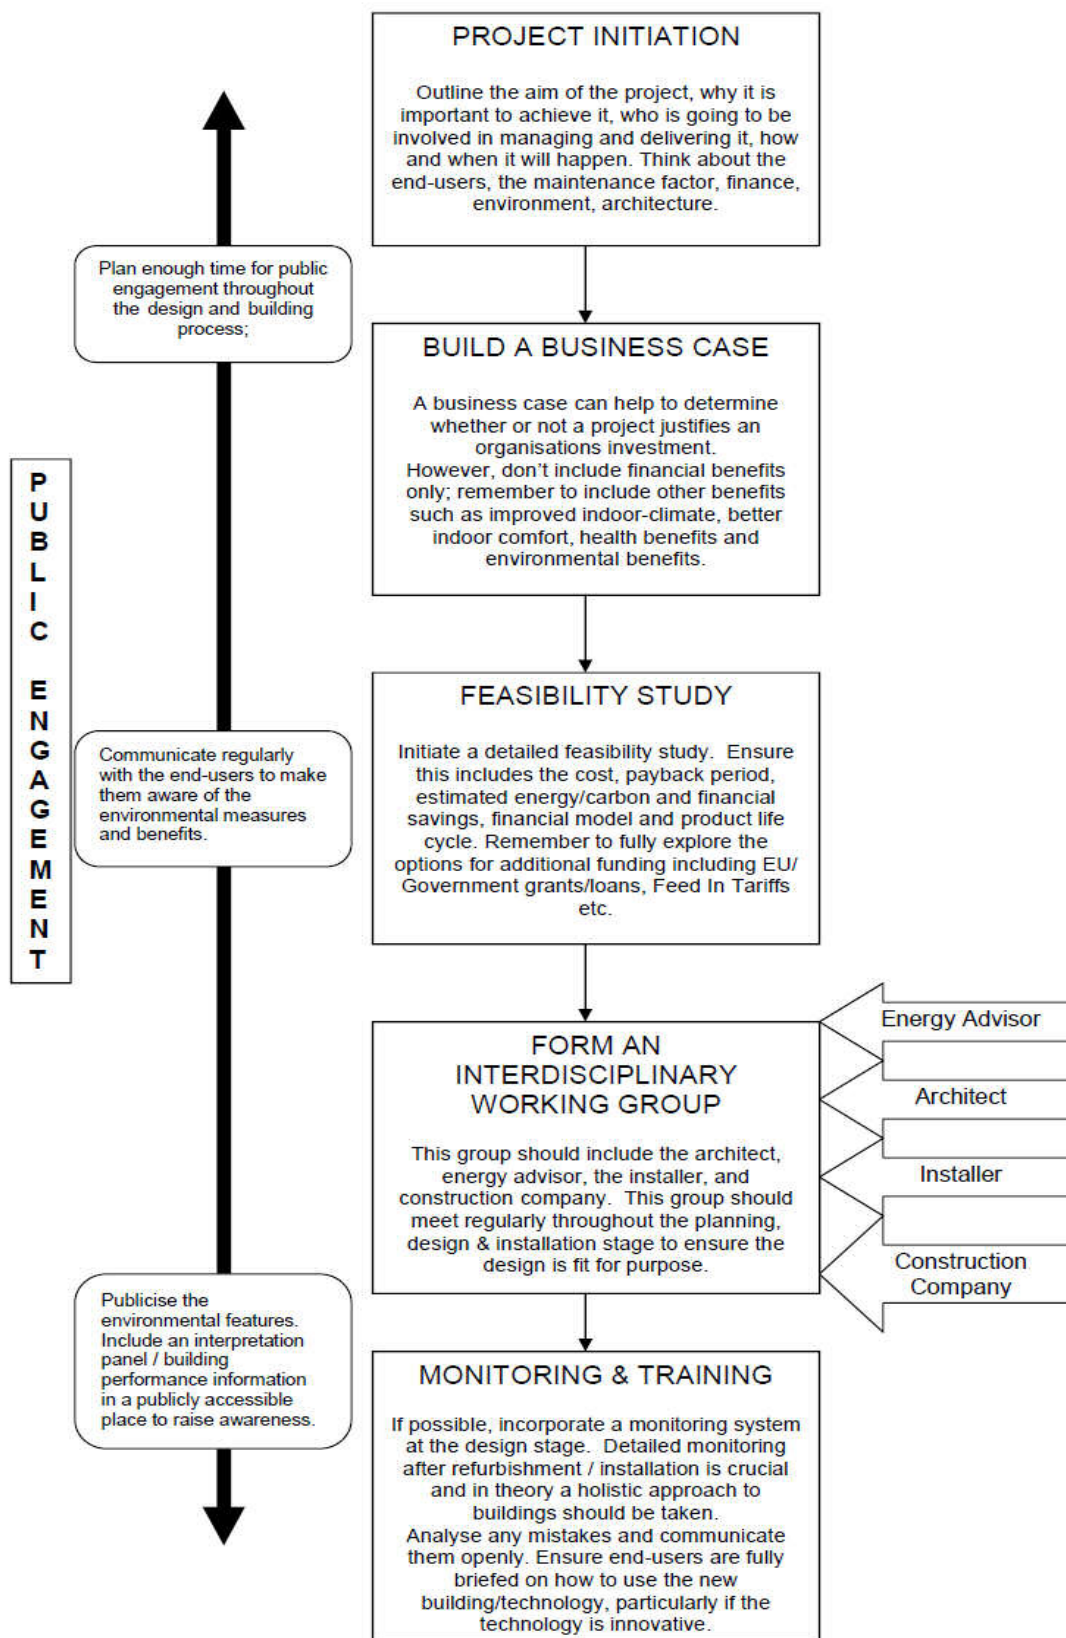 PROJECT INITIATION
Outline the aim of the project, why it is
important to achieve it, who is going to be
involved in managing and delivering it, how
and when it will happen. Think about the
end-users, the maintenance factor, finance,
environment, architecture.
Plan enough time for public
engagement throughout
the design and building
process;
BUILD A BUSINESS CASE
A business case can help to determine
whether or not a project justifies an
organisations investment.
However, don't include financial benefits
only; remember to include other benefits
such as improved indoor-climate, better
indoor comfort, health benefits and
environmental benefits.
PUBLIC ENGAGEMENT
FEASIBILITY STUDY
Initiate a detailed feasibility study.  Ensure
this includes the cost, payback period,
estimated energy/carbon and financial
savings, financial model and product life
cycle. Remember to fully explore the
options for additional funding including EU/
Government grants/loans, Feed In Tariffs
etc.
Communicate regularly
with the end-users to make
them aware of the
environmental measures
and benefits.
FORM AN
INTERDISCIPLINARY
WORKING GROUP
This group should include the architect,
energy advisor, the installer, and
construction company.  This group should
meet regularly throughout the planning,
design & installation stage to ensure the
design is fit for purpose.
Energy Advisor
Architect
Installer
Construction
Company
Publicise the
environmental features.
Include an interpretation
panel / building
performance information
in a publicly accessible
place to raise awareness.
MONITORING & TRAINING
If possible, incorporate a monitoring system
at the design stage.  Detailed monitoring
after refurbishment / installation is crucial
and in theory a holistic approach to
buildings should be taken.
Analyse any mistakes and communicate
them openly. Ensure end-users are fully
briefed on how to use the new
building/technology, particularly if the
technology is innovative.